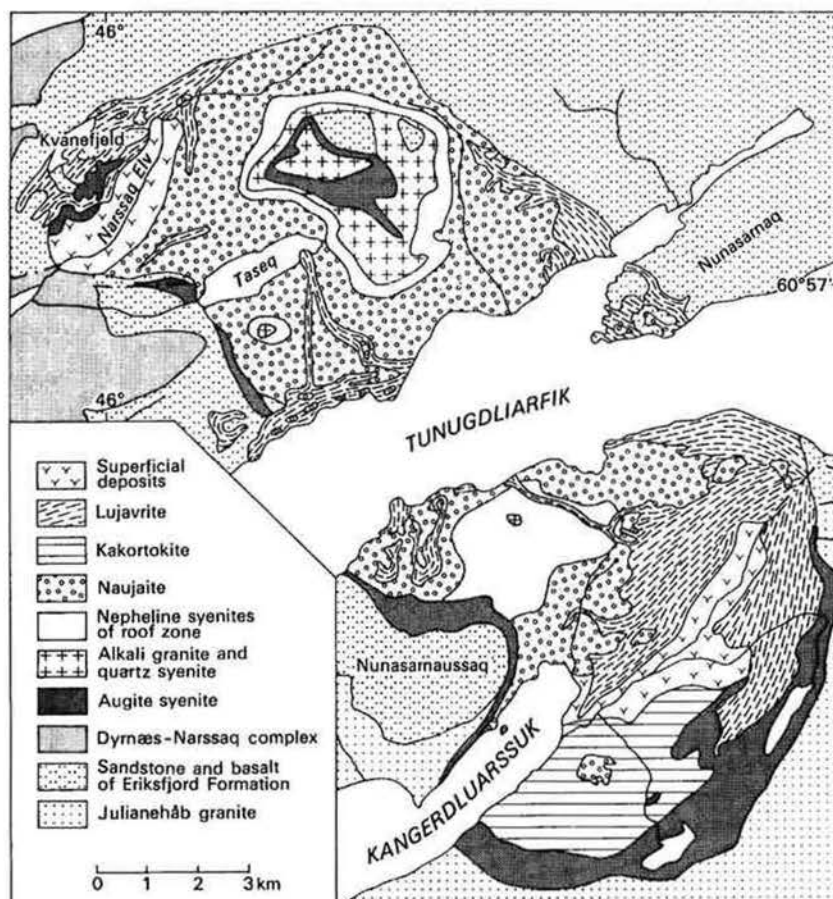 46°
Kvanefjeld
Narssaq Elv
Taseq
Nunasarnaq
60°57'
46°
TUNUGDLIARFIK
Superficial
deposits
Lujavrite
Kakortokite
Naujaite
Nepheline syenites
of roof zone
Alkali granite and
quartz syenite
Augite syenite
Dyrnæs-Narssaq complex
Sandstone and basalt
of Eriksfjord Formation
Julianehåb granite
0 1 2 3 km
Nunasarnaussaq
KANGERDLUARSSUK